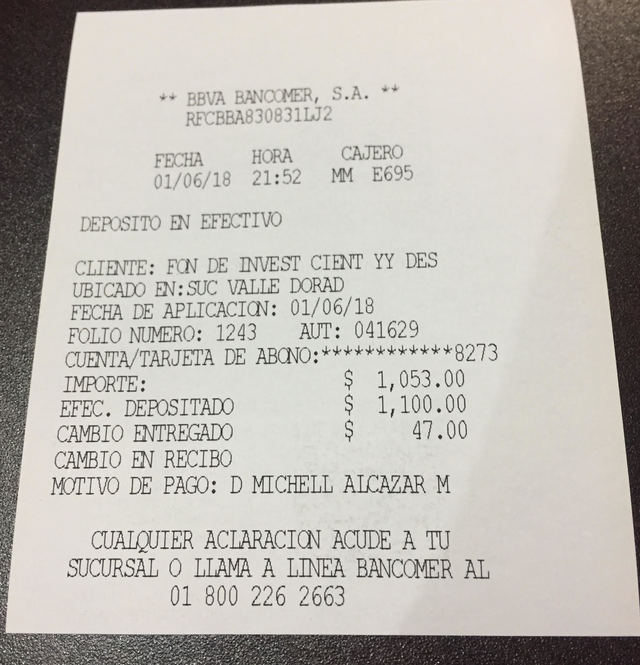 ** BBVA BANCOMER, S.A. **
RFCBBA830831LJ2
FECHA HORA CAJERO
01/06/18 21:52 MM E695
DEPOSITO EN EFECTIVO
CLIENTE: FON DE INVEST CIENT YY DES
UBICADO EN:SUC VALLE DORAD
FECHA DE APLICACION: 01/06/18
FOLIO NUMERO: 1243 AUT: 041629
CUENTA/TARJETA DE ABONO:************8273
IMPORTE: $ 1,053.00
EFEC. DEPOSITADO $ 1,100.00
CAMBIO ENTREGADO $ 47.00
CAMBIO EN RECIBO
MOTIVO DE PAGO: D MICHELL ALCAZAR M
CUALQUIER ACLARACION ACUDE A TU
SUCURSAL O LLAMA A LINEA BANCOMER AL
01 800 226 2663